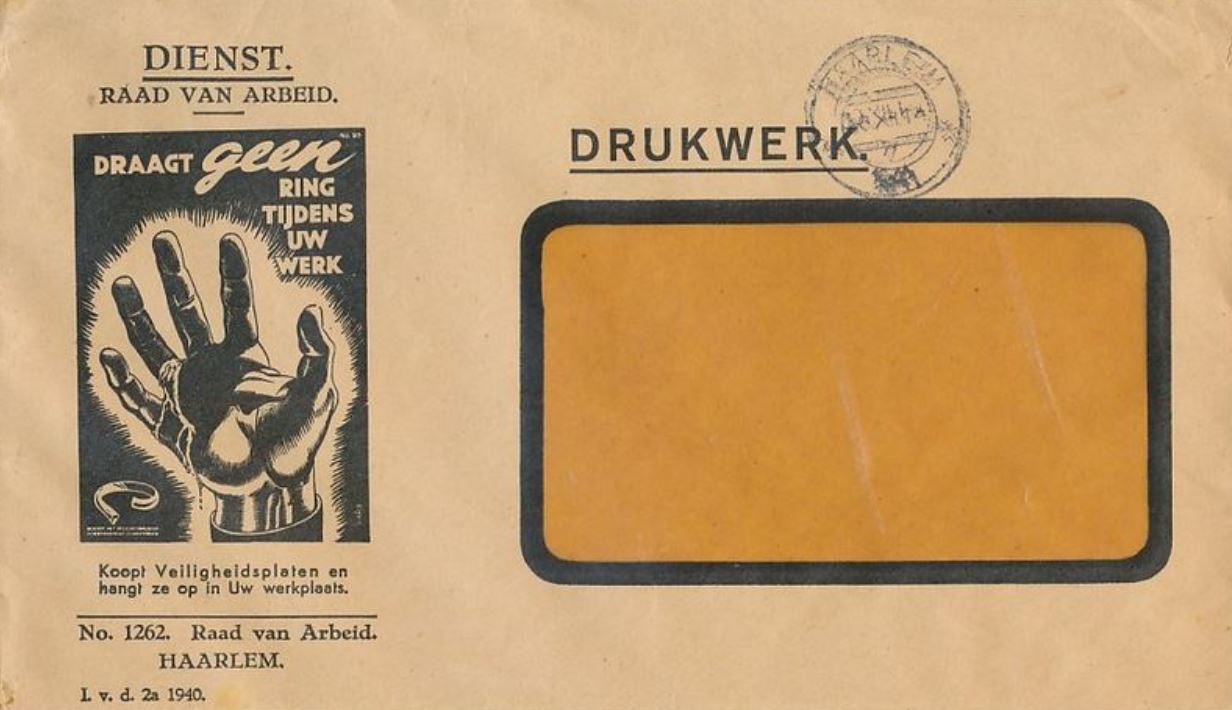 DIENST.
RAAD VAN ARBEID.
DRAAGT geen
RING
TIJDENS
UW
WERK
Koopt Veiligheidsplaten en
hangt ze op in Uw werkplaats.
No. 1262. Raad van Arbeid.
HAARLEM.
I. v. d. 2a 1940.
DRUKWERK.
HAARLEM